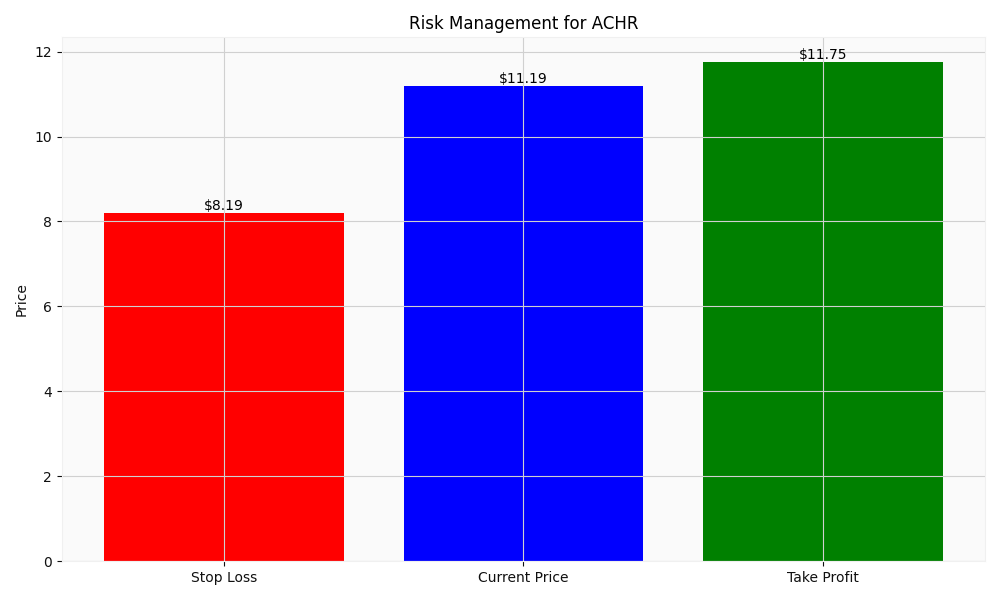 Risk Management for ACHR
12
10
8
6
4
2
0
Price
$8.19
$11.19
$11.75
Stop Loss
Current Price
Take Profit